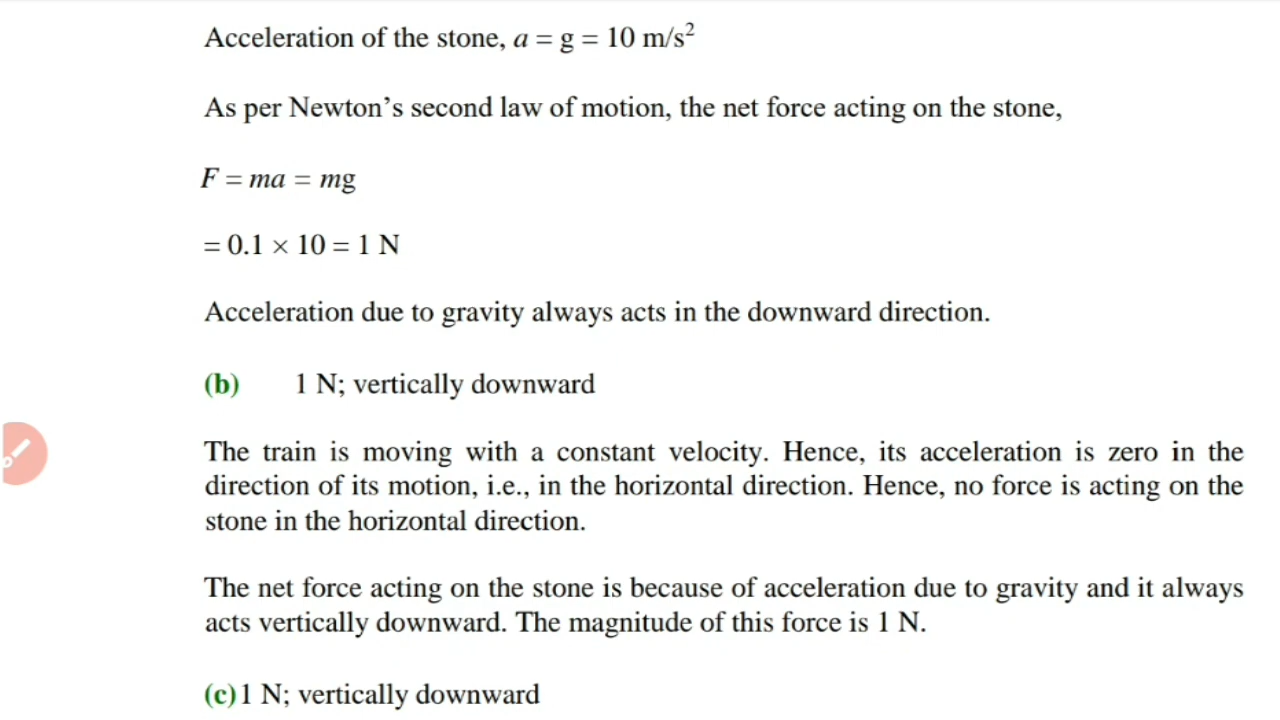 Acceleration of the stone, a = g = 10 m/s²
As per Newton’s second law of motion, the net force acting on the stone,
F = ma = mg
= 0.1 × 10 = 1 N
Acceleration due to gravity always acts in the downward direction.
(b) 1 N; vertically downward
The train is moving with a constant velocity. Hence, its acceleration is zero in the
direction of its motion, i.e., in the horizontal direction. Hence, no force is acting on the
stone in the horizontal direction.
The net force acting on the stone is because of acceleration due to gravity and it always
acts vertically downward. The magnitude of this force is 1 N.
(c)1 N; vertically downward